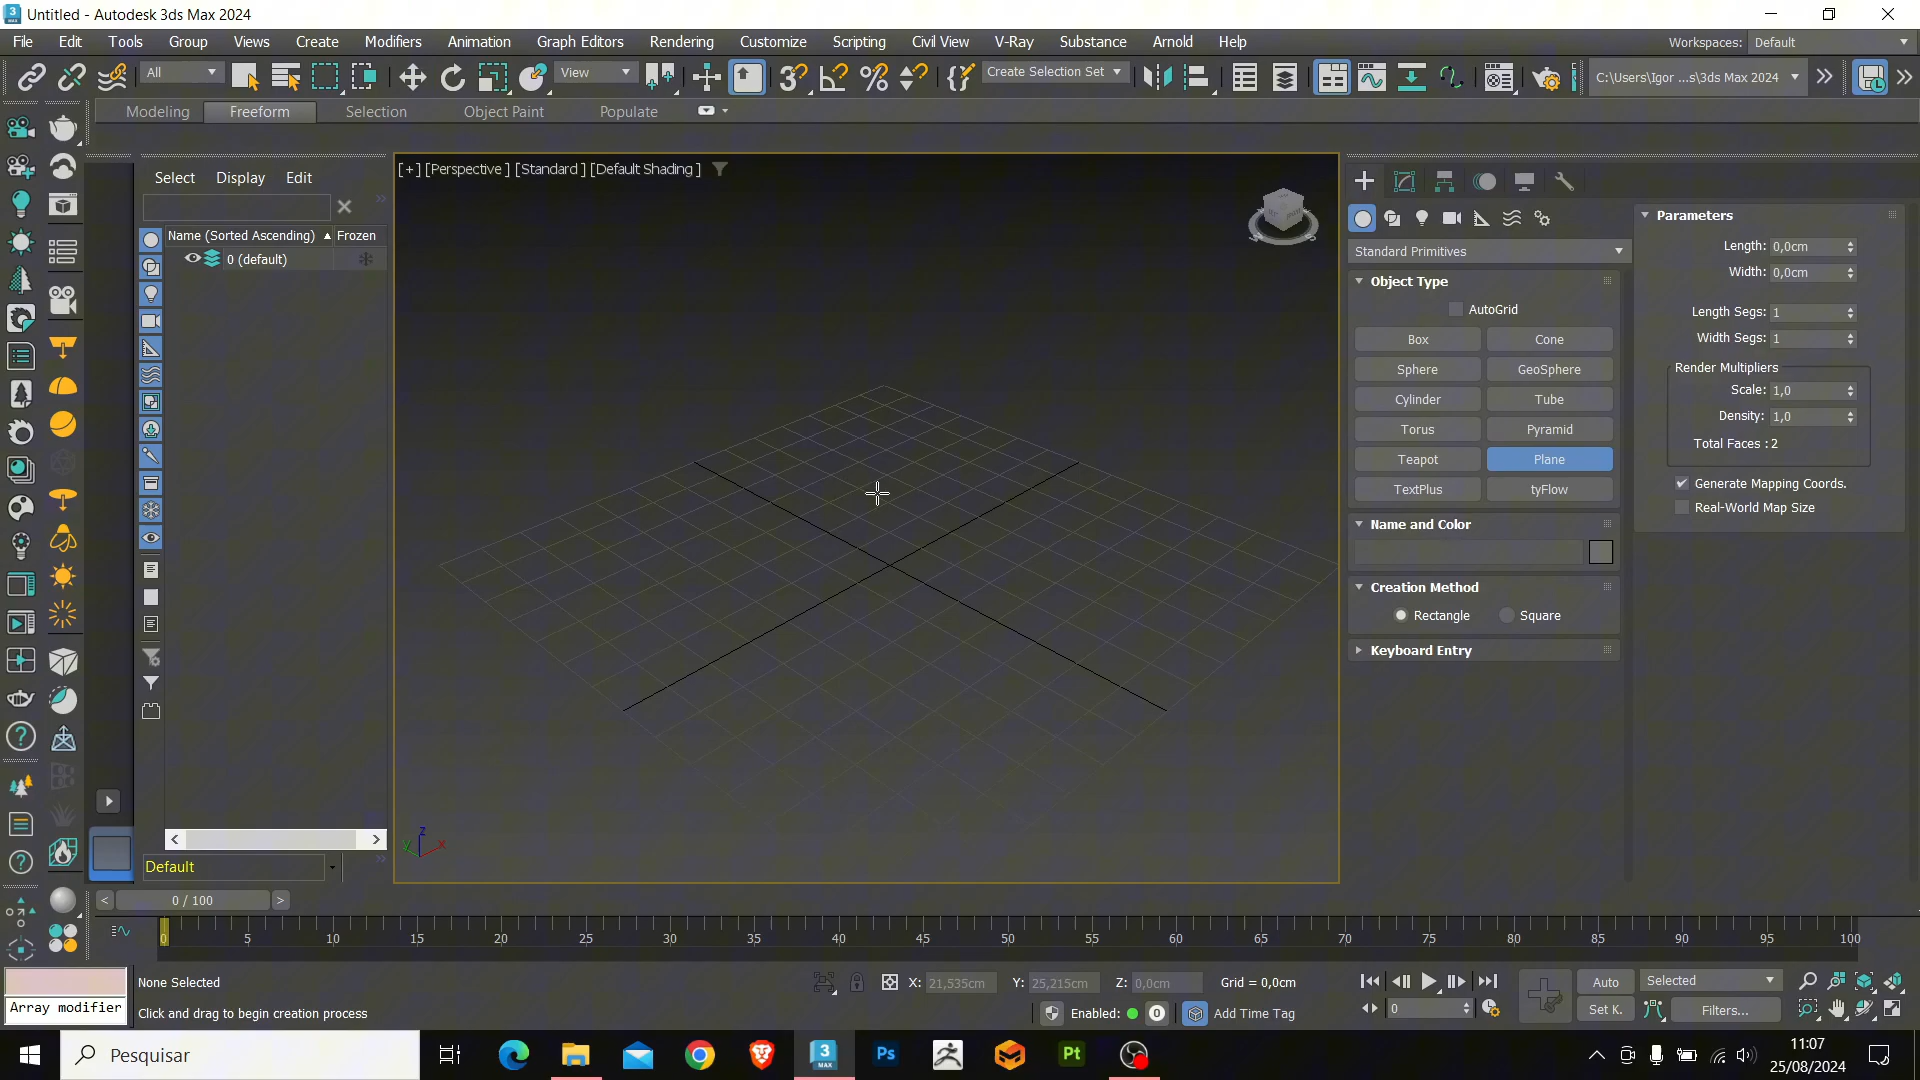 Untitled - Autodesk 3ds Max 2024
File Edit Tools Group Views Create Modifiers Animation Graph Editors Rendering Customize Scripting Civil View V-Ray Substance Arnold Help Workspaces: Default
All View Create Selection Set C:\Users\Igor ...s\3ds Max 2024
Modeling Freeform Selection Object Paint Populate
[+] [Perspective ] [Standard ] [Default Shading ]
Select Display Edit
Name (Sorted Ascending) Frozen
0 (default)
Standard Primitives
Object Type
AutoGrid
Box Cone
Sphere GeoSphere
Cylinder Tube
Torus Pyramid
Teapot Plane
TextPlus tyFlow
Name and Color
Creation Method
Rectangle Square
Keyboard Entry
Parameters
Length: 0,0cm
Width: 0,0cm
Length Segs: 1
Width Segs: 1
Render Multipliers
Scale: 1,0
Density: 1,0
Total Faces : 2
Generate Mapping Coords.
Real-World Map Size
z
y x
Default
< 0 / 100 >
0 5 10 15 20 25 30 35 40 45 50 55 60 65 70 75 80 85 90 95 100
None Selected X: 21,535cm Y: 25,215cm Z: 0,0cm Grid = 0,0cm Auto Selected
Array modifier Click and drag to begin creation process Enabled: 0 Add Time Tag 0 Set K. Filters...
Pesquisar 3 MAX Ps Pt 11:07
25/08/2024